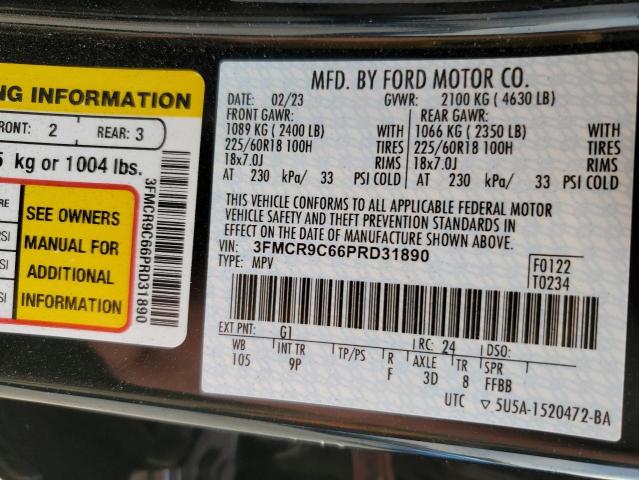 NG INFORMATION
FRONT: 2 REAR: 3
kg or 1004 lbs.
SEE OWNERS
MANUAL FOR
ADDITIONAL
INFORMATION
3FMCR9C66PRD31890
MFD. BY FORD MOTOR CO.
DATE: 02/23 GVWR: 2100 KG ( 4630 LB)
FRONT GAWR: REAR GAWR:
1089 KG ( 2400 LB) WITH 1066 KG ( 2350 LB) WITH
225/60R18 100H TIRES 225/60R18 100H TIRES
18x7.0J RIMS 18x7.0J RIMS
AT 230 kPa/ 33 PSI COLD AT 230 kPa/ 33 PSI COLD
THIS VEHICLE CONFORMS TO ALL APPLICABLE FEDERAL MOTOR
VEHICLE SAFETY AND THEFT PREVENTION STANDARDS IN
EFFECT ON THE DATE OF MANUFACTURE SHOWN ABOVE.
VIN: 3FMCR9C66PRD31890
TYPE: MPV
F0122
T0234
EXT PNT: G1 RC: 24 DSO:
WB INT TR TP/PS R AXLE TR SPR
105 9P F 3D 8 FFBB
UTC ▽ 5U5A-1520472-BA